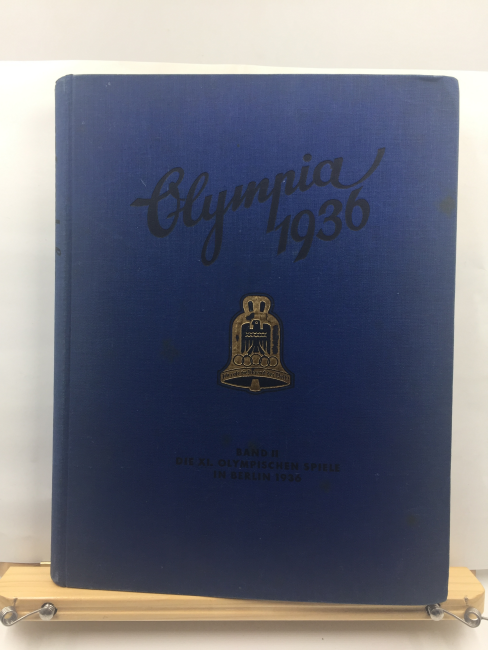 Olympia
1936
BAND II
DIE XI. OLYMPISCHEN SPIELE
IN BERLIN 1936